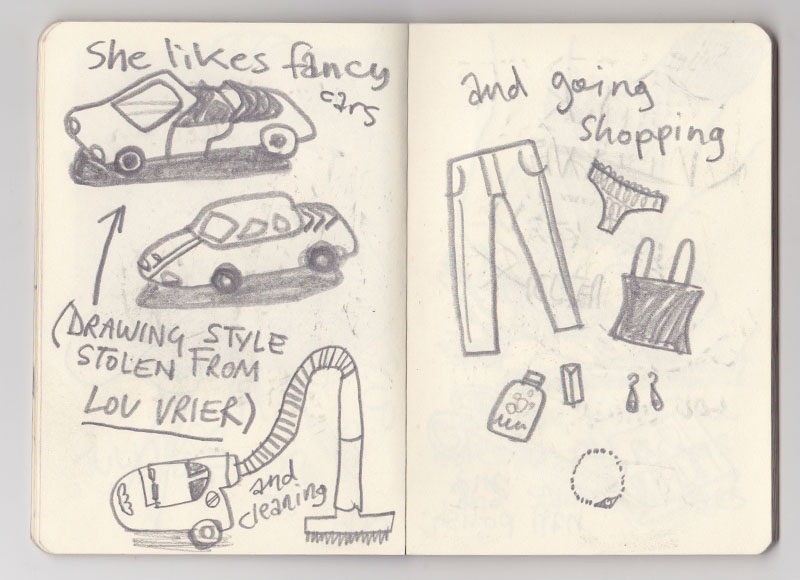 She likes fancy
cars
(DRAWING STYLE
STOLEN FROM
LOU VRIER)
and
cleaning
and going
shopping